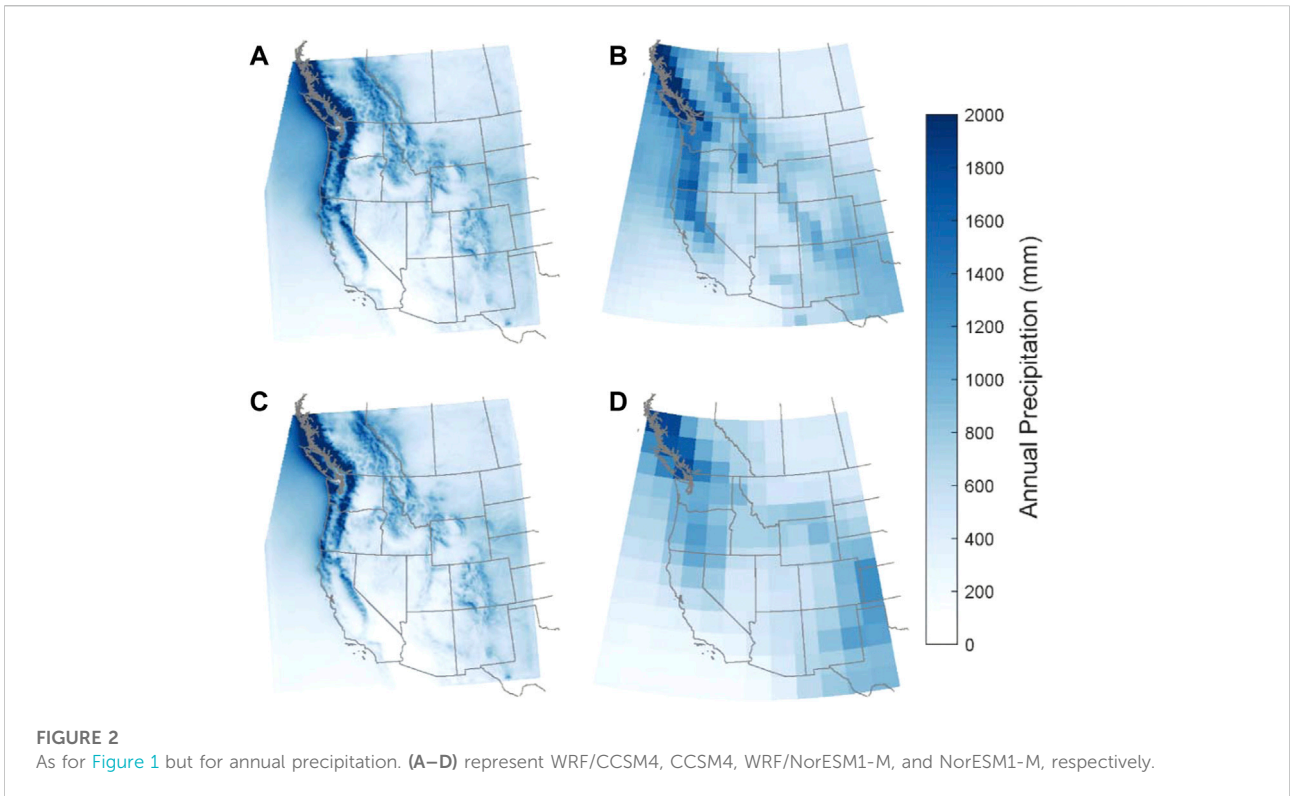 A
B
2000
1800
1600
1400
1200
1000
800
600
400
200
0
Annual Precipitation (mm)
C
D
FIGURE 2
As for Figure 1 but for annual precipitation. (A–D) represent WRF/CCSM4, CCSM4, WRF/NorESM1-M, and NorESM1-M, respectively.